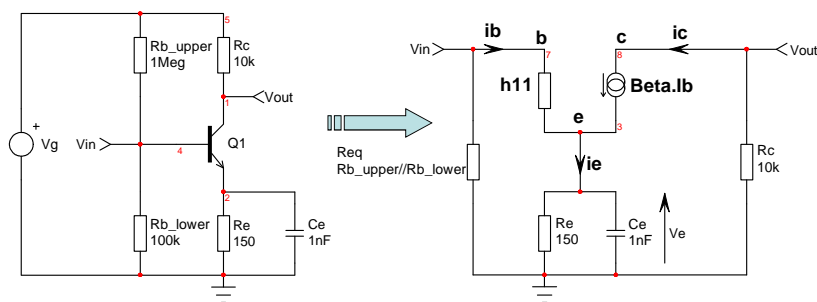 5
Rb_upper
1Meg
Rc
10k
1
Vout
+
Vg
Vin
4
Q1
2
Rb_lower
100k
Re
150
Ce
1nF
Req
Rb_upper//Rb_lower
Vin
ib
b
7
h11
c
8
ic
Vout
Beta.Ib
e
3
ie
Rc
10k
Re
150
Ce
1nF
Ve